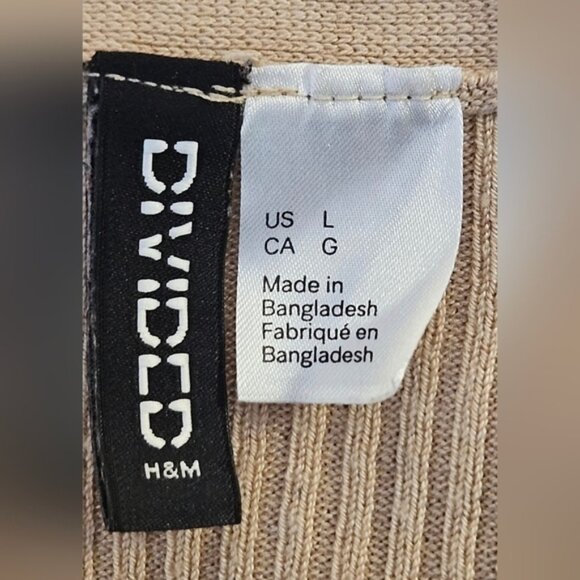 DIVIDED
H&M
US L
CA G
Made in
Bangladesh
Fabriqué en
Bangladesh